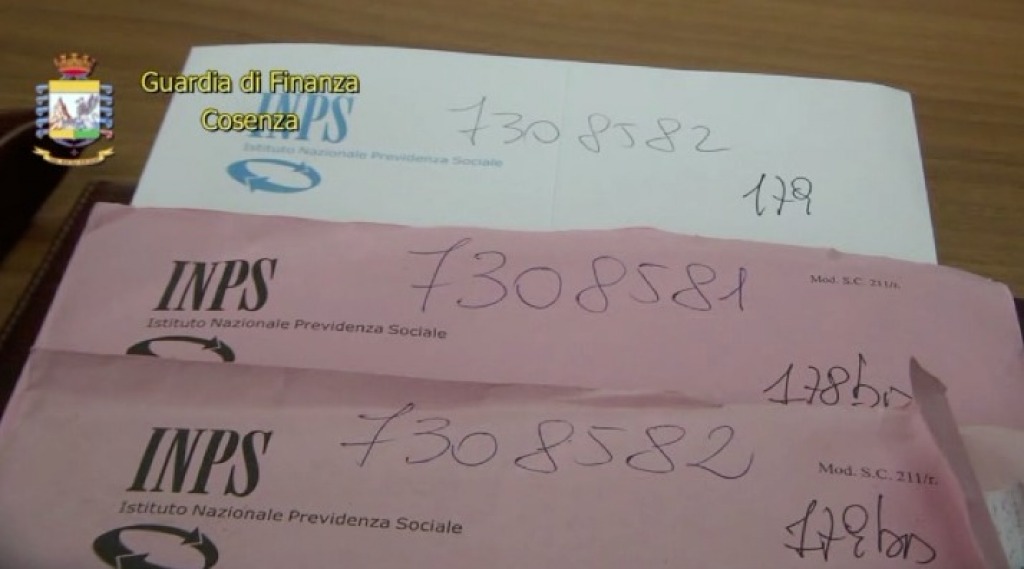 Guardia di Finanza
Cosenza
INPS
Istituto Nazionale Previdenza Sociale
7308582
179
INPS
Istituto Nazionale Previdenza Sociale
7308581
Mod. S.C. 211/r.
178bis
INPS
Istituto Nazionale Previdenza Sociale
7308582
Mod. S.C. 211/r.
179bis